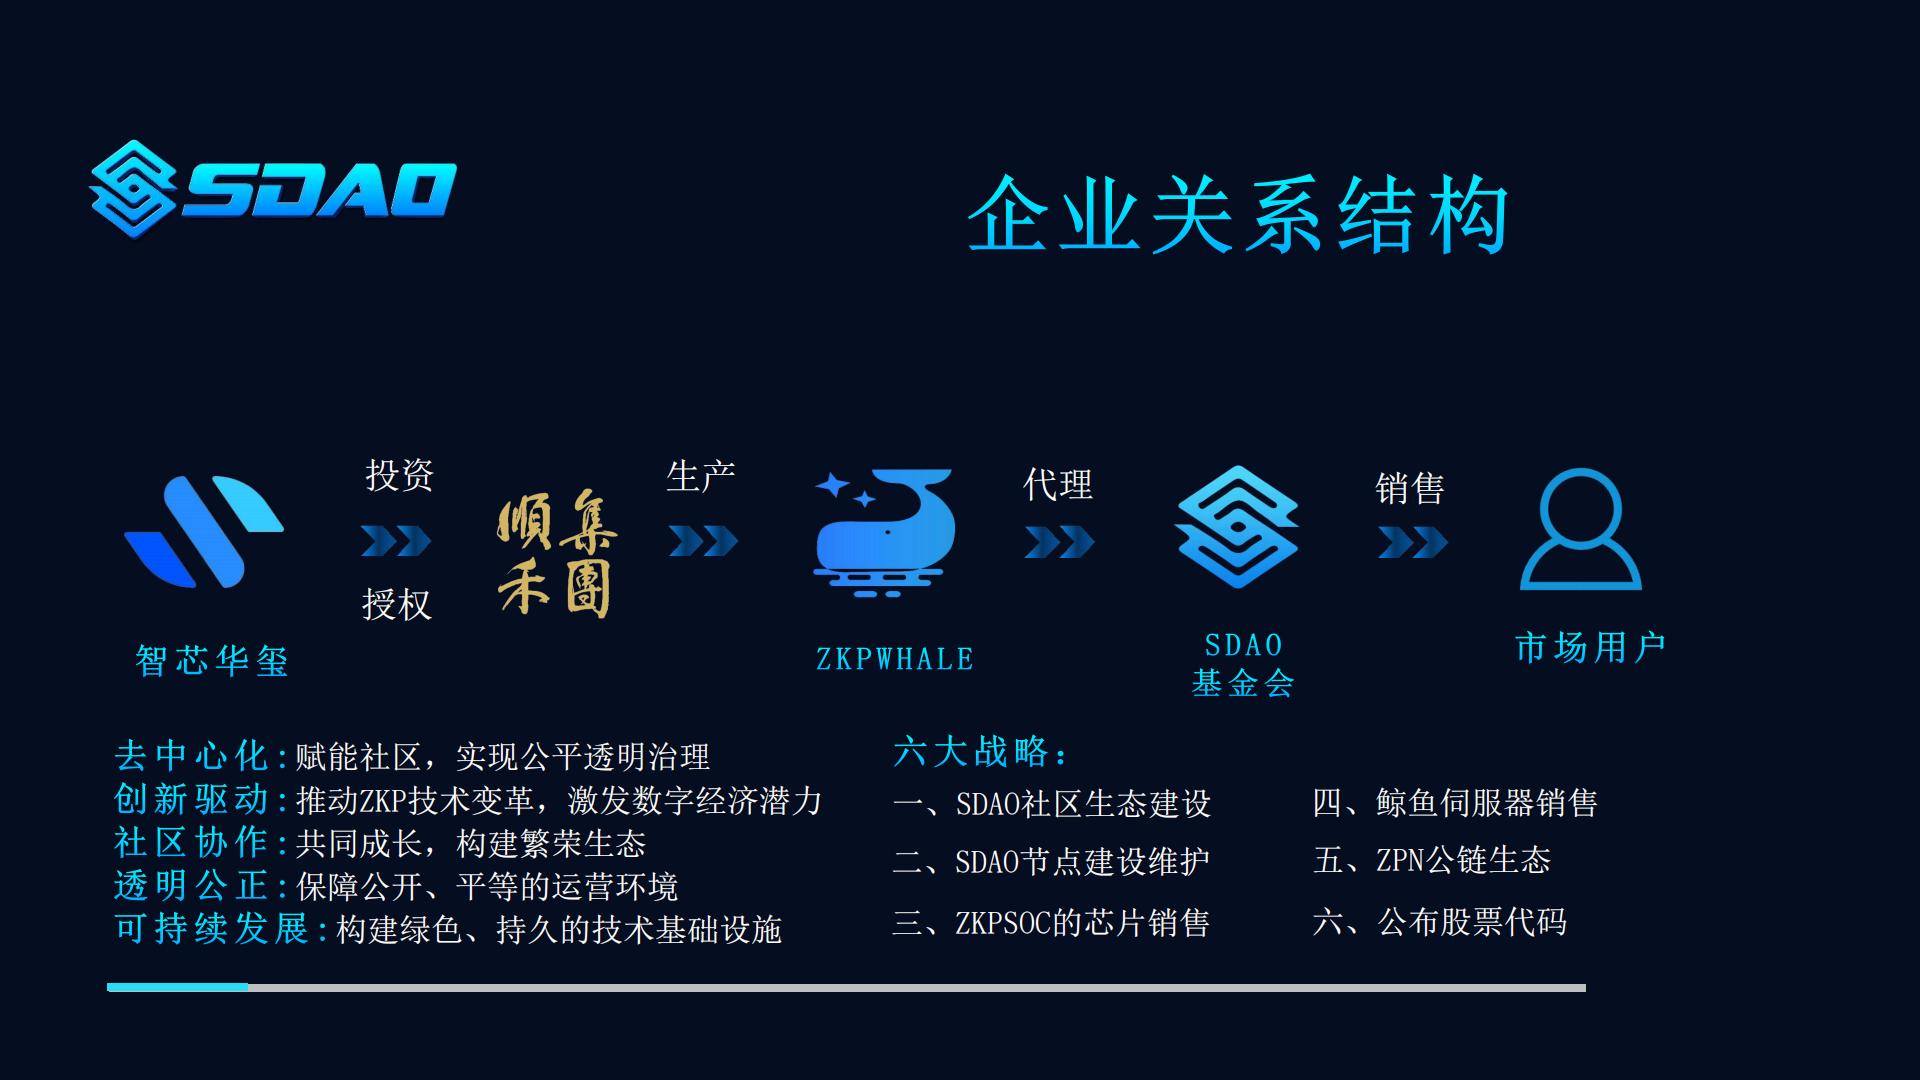 SDAO
企业关系结构
投资
生产
代理
销售
順 集
禾 團
授权
智芯华玺
ZKPWHALE
SDAO
基金会
市场用户
去中心化:赋能社区，实现公平透明治理
创新驱动:推动ZKP技术变革，激发数字经济潜力
社区协作:共同成长，构建繁荣生态
透明公正:保障公开、平等的运营环境
可持续发展:构建绿色、持久的技术基础设施
六大战略：
一、SDAO社区生态建设
二、SDAO节点建设维护
三、ZKPSOC的芯片销售
四、鲸鱼伺服器销售
五、ZPN公链生态
六、公布股票代码